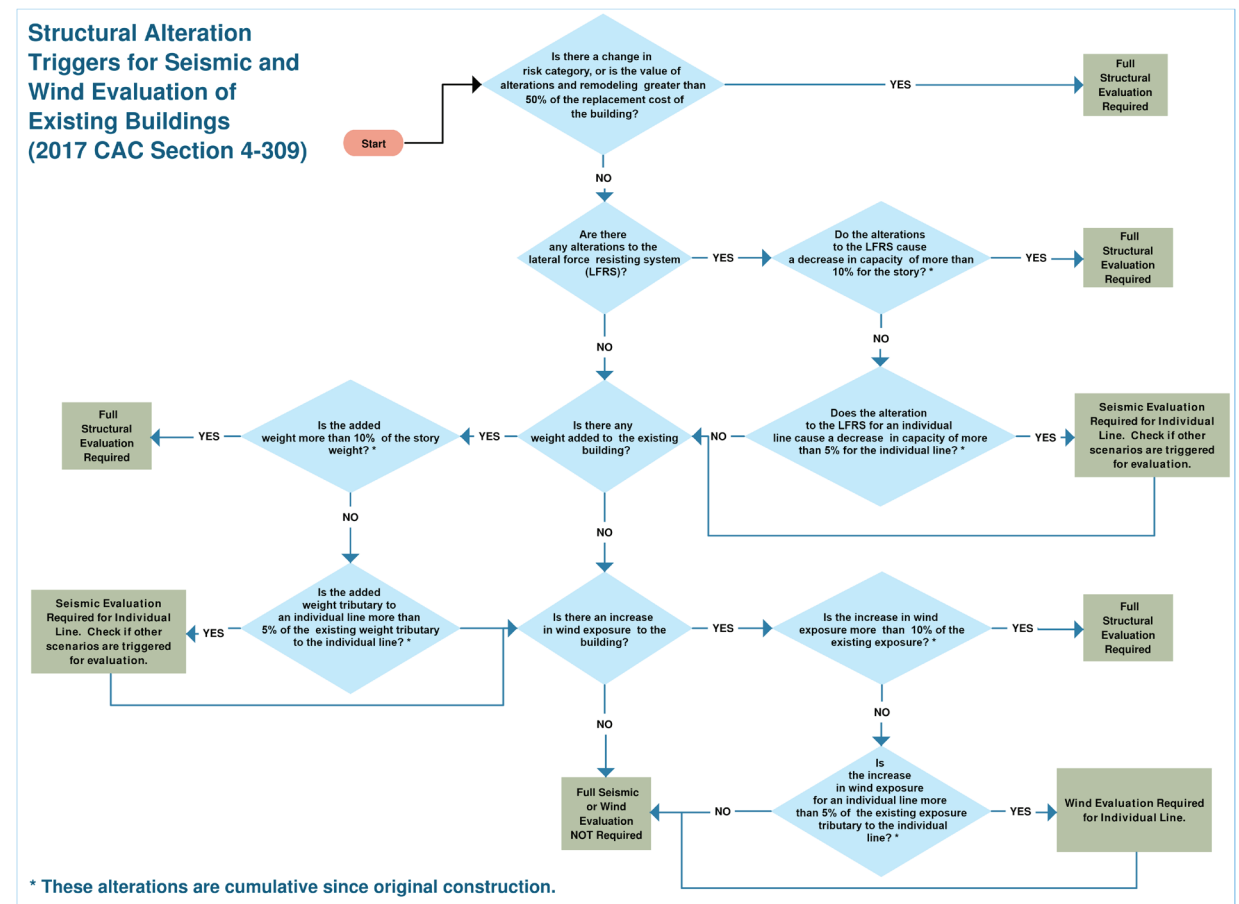 Structural Alteration
Triggers for Seismic and
Wind Evaluation of
Existing Buildings
(2017 CAC Section 4-309)
Start
Is there a change in
risk category, or is the value of
alterations and remodeling greater than
50% of the replacement cost of
the building?
YES
Full
Structural
Evaluation
Required
NO
Are there
any alterations to the
lateral force resisting system
(LFRS)?
YES
Do the alterations
to the LFRS cause
a decrease in capacity of more than
10% for the story? *
YES
Full
Structural
Evaluation
Required
NO
NO
Does the alteration
to the LFRS for an individual
line cause a decrease in capacity of more
than 5% for the individual line? *
YES
Seismic Evaluation
Required for Individual
Line. Check if other
scenarios are triggered
for evaluation.
NO
Is there any
weight added to the existing
building?
YES
Is the added
weight more than 10% of the story
weight? *
YES
Full
Structural
Evaluation
Required
NO
NO
Is the added
weight tributary to
an individual line more than
5% of the existing weight tributary
to the individual line? *
YES
Seismic Evaluation
Required for Individual
Line. Check if other
scenarios are triggered
for evaluation.
Is there an increase
in wind exposure to the
building?
YES
Is the increase in wind
exposure more than 10% of the
existing exposure? *
YES
Full
Structural
Evaluation
Required
NO
NO
Full Seismic
or Wind
Evaluation
NOT Required
NO
Is
the increase
in wind exposure
for an individual line more
than 5% of the existing exposure
tributary to the individual
line? *
YES
Wind Evaluation Required
for Individual Line.
* These alterations are cumulative since original construction.